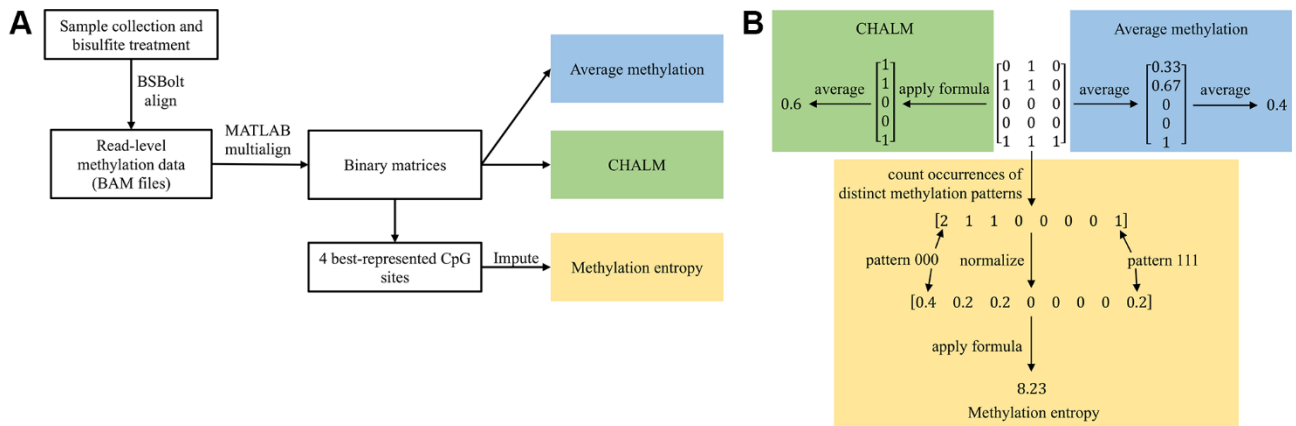 A
Sample collection and
bisulfite treatment
BSBolt
align
Read-level
methylation data
(BAM files)
MATLAB
multialign
Binary matrices
4 best-represented CpG
sites
Impute
Average methylation
CHALM
Methylation entropy
B
CHALM
0.6
average
1
1
0
0
1
apply formula
0 1 0
1 1 0
0 0 0
0 0 0
1 1 1
Average methylation
average
0.33
0.67
0
0
1
average
0.4
count occurrences of
distinct methylation patterns
[2 1 1 0 0 0 0 1]
pattern 000
normalize
pattern 111
[0.4 0.2 0.2 0 0 0 0 0.2]
apply formula
8.23
Methylation entropy